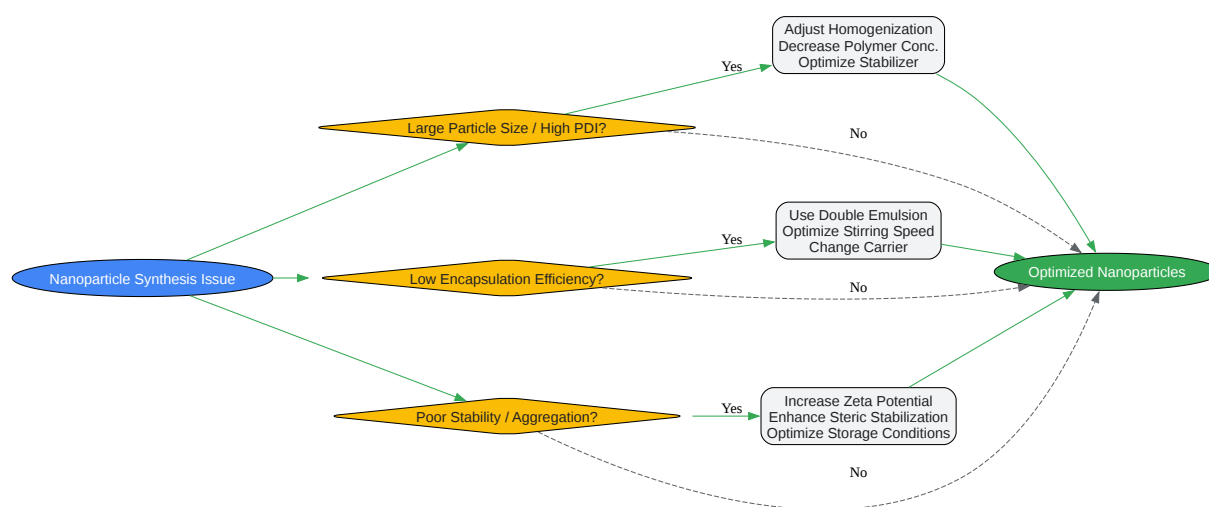 Adjust Homogenization
Decrease Polymer Conc.
Optimize Stabilizer
Yes
Large Particle Size / High PDI?
No
Use Double Emulsion
Optimize Stirring Speed
Change Carrier
Yes
Nanoparticle Synthesis Issue
Low Encapsulation Efficiency?
No
Optimized Nanoparticles
Increase Zeta Potential
Enhance Steric Stabilization
Optimize Storage Conditions
Yes
Poor Stability / Aggregation?
No